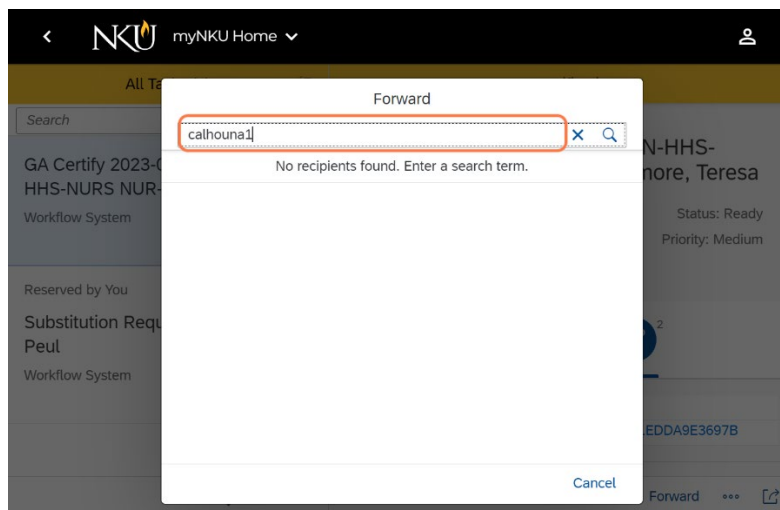 NKU myNKU Home
All Ta
Search
GA Certify 2023-0
HHS-NURS NUR-
Workflow System
Reserved by You
Substitution Requ
Peul
Workflow System
Forward
calhouna1
No recipients found. Enter a search term.
Cancel
N-HHS-
more, Teresa
Status: Ready
Priority: Medium
2
EDDA9E3697B
Forward